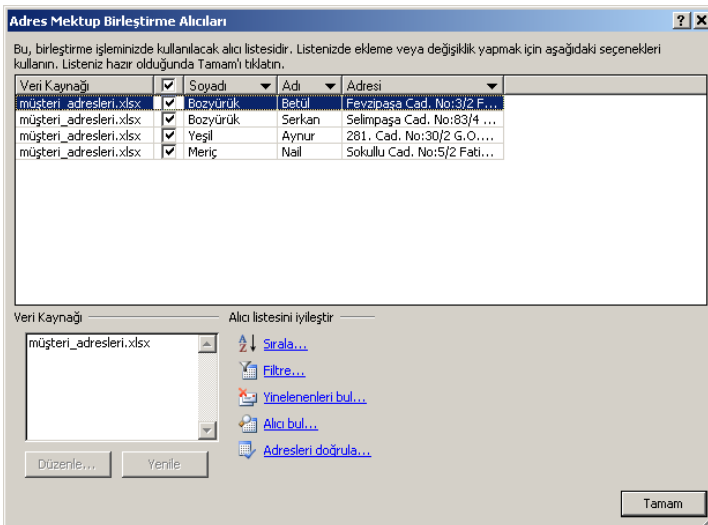 Adres Mektup Birleştirme Alıcıları
Bu, birleştirme işleminizde kullanılacak alıcı listesidir. Listenizde ekleme veya değişiklik yapmak için aşağıdaki seçenekleri
kullanın. Listeniz hazır olduğunda Tamam'ı tıklatın.
Veri Kaynağı Soyadı Adı Adresi
müşteri_adresleri.xlsx Bozyürük Betül Fevzipaşa Cad. No:3/2 F...
müşteri_adresleri.xlsx Bozyürük Serkan Selimpaşa Cad. No:83/4 ...
müşteri_adresleri.xlsx Yeşil Aynur 281. Cad. No:30/2 G.O....
müşteri_adresleri.xlsx Meriç Nail Sokullu Cad. No:5/2 Fati...
Veri Kaynağı
müşteri_adresleri.xlsx
Düzenle... Yenile
Alıcı listesini iyileştir
Sırala...
Filtre...
Yinelenenleri bul...
Alıcı bul...
Adresleri doğrula...
Tamam